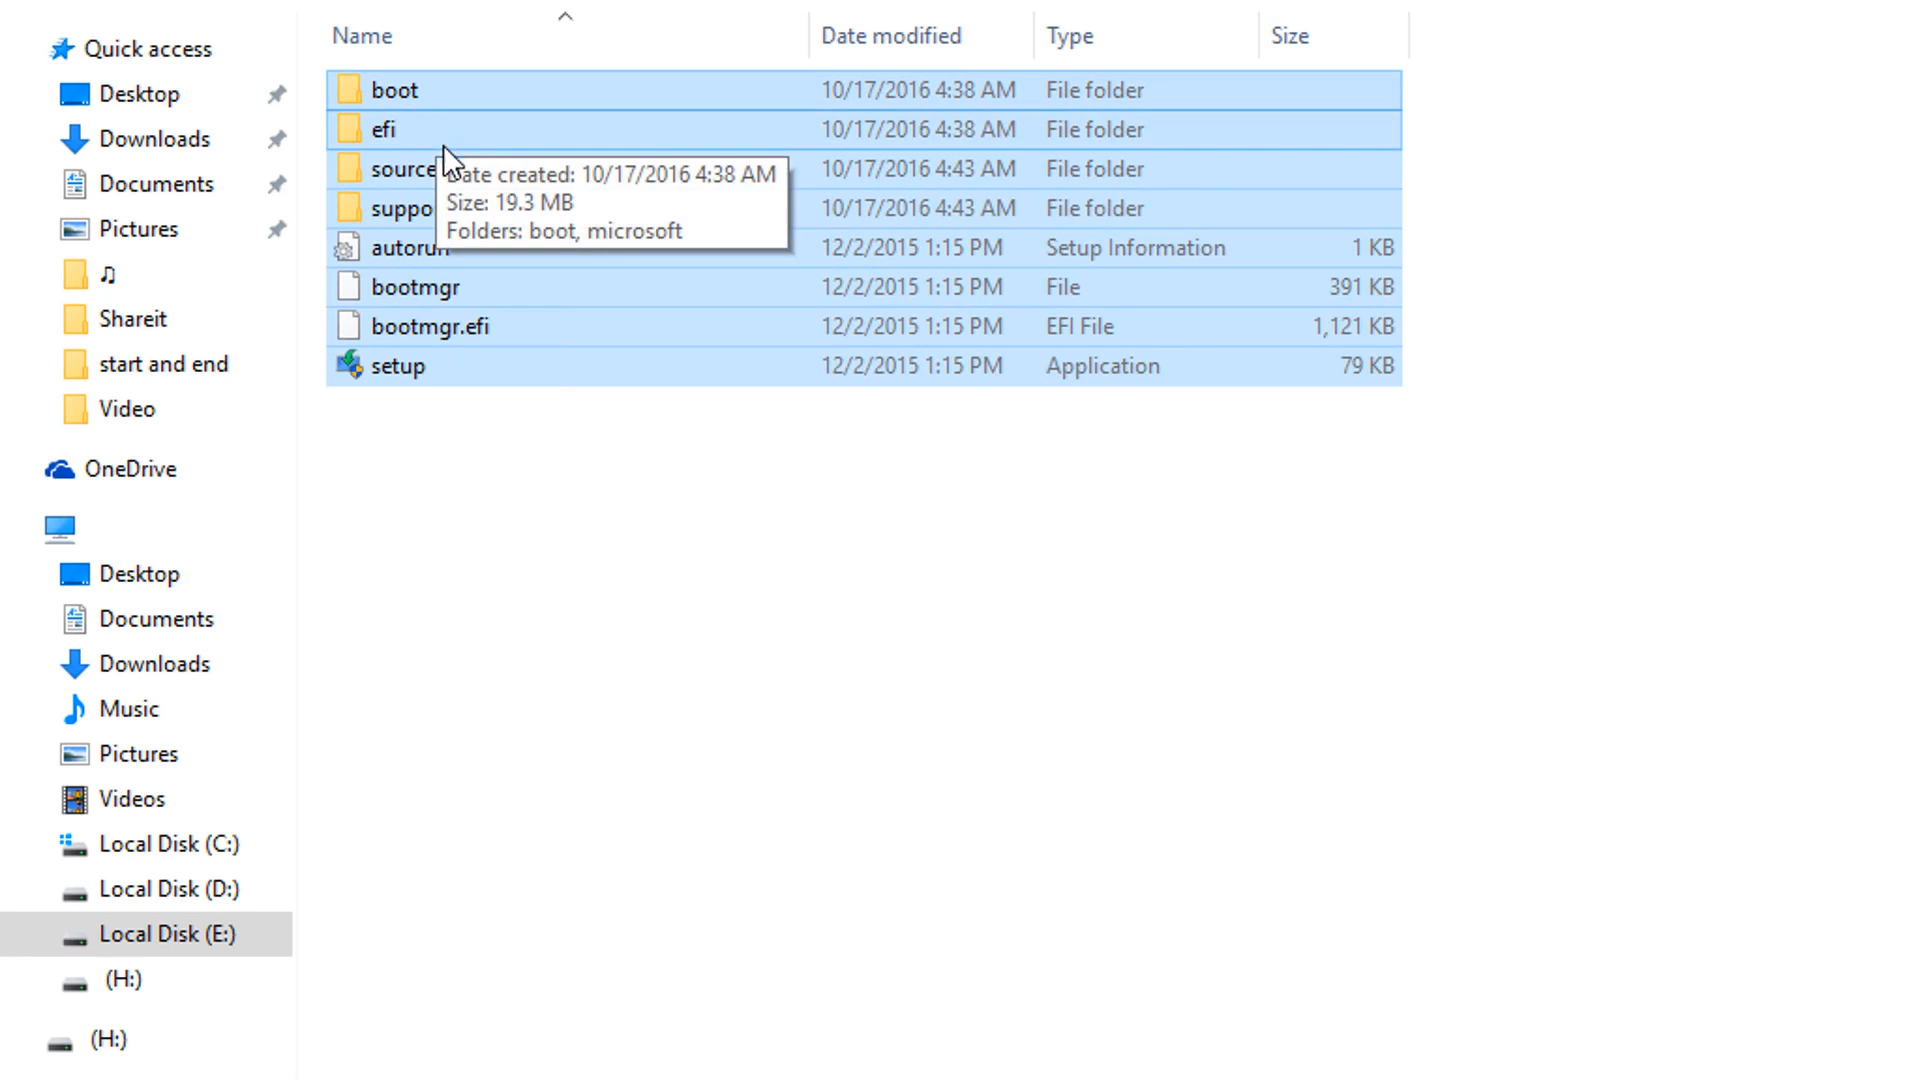 Quick access
Desktop
Downloads
Documents
Pictures
♫
Shareit
start and end
Video
OneDrive
Desktop
Documents
Downloads
Music
Pictures
Videos
Local Disk (C:)
Local Disk (D:)
Local Disk (E:)
(H:)
(H:)
Name Date modified Type Size
boot 10/17/2016 4:38 AM File folder
efi 10/17/2016 4:38 AM File folder
source 10/17/2016 4:43 AM File folder
suppo 10/17/2016 4:43 AM File folder
autorun 12/2/2015 1:15 PM Setup Information 1 KB
bootmgr 12/2/2015 1:15 PM File 391 KB
bootmgr.efi 12/2/2015 1:15 PM EFI File 1,121 KB
setup 12/2/2015 1:15 PM Application 79 KB
Date created: 10/17/2016 4:38 AM
Size: 19.3 MB
Folders: boot, microsoft